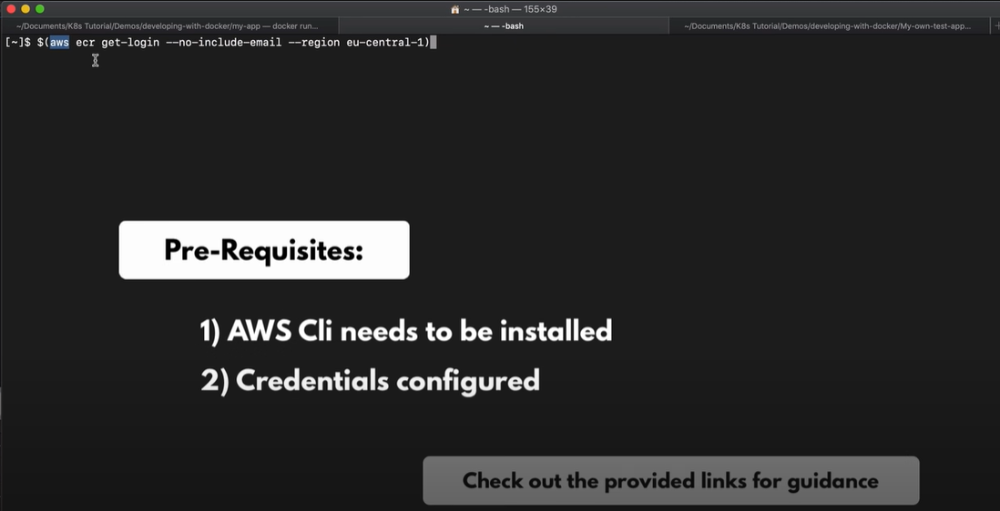 ~ — -bash — 155×39
~/Documents/K8s Tutorial/Demos/developing-with-docker/my-app — docker run...
~ — -bash
~/Documents/K8s Tutorial/Demos/developing-with-docker/My-own-test-app...
[~]$ $(aws ecr get-login --no-include-email --region eu-central-1)
Pre-Requisites:
1) AWS Cli needs to be installed
2) Credentials configured
Check out the provided links for guidance